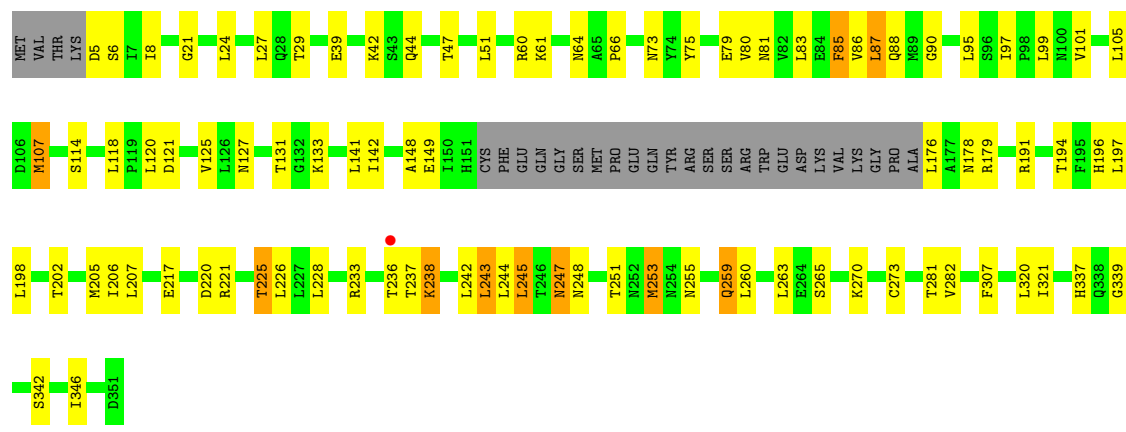 MET VAL THR LYS D5 S6 I7 I8 G21 L24 L27 Q28 T29 E39 K42 S43 Q44 T47 L51 R60 K61 N64 A65 P66 N73 Y74 Y75 E79 V80 N81 V82 L83 E84 F85 V86 L87 Q88 M89 G90 L95 S96 I97 P98 L99 N100 V101 L105
D106 M107 S114 L118 P119 L120 D121 V125 L126 N127 T131 G132 K133 L141 I142 A148 E149 I150 H151 CYS PHE GLU GLN GLY SER MET PRO GLU GLN TYR ARG SER SER ARG TRP GLU ASP LYS VAL LYS GLY PRO ALA L176 A177 N178 R179 R191 T194 F195 H196 L197
L198 T202 M205 I206 L207 E217 D220 R221 T225 L226 L227 L228 R233 T236 T237 K238 L242 L243 L244 L245 T246 N247 N248 T251 N252 M253 N254 N255 Q259 L260 L263 E264 S265 K270 C273 T281 V282 F307 L320 I321 H337 Q338 G339
S342 I346 D351